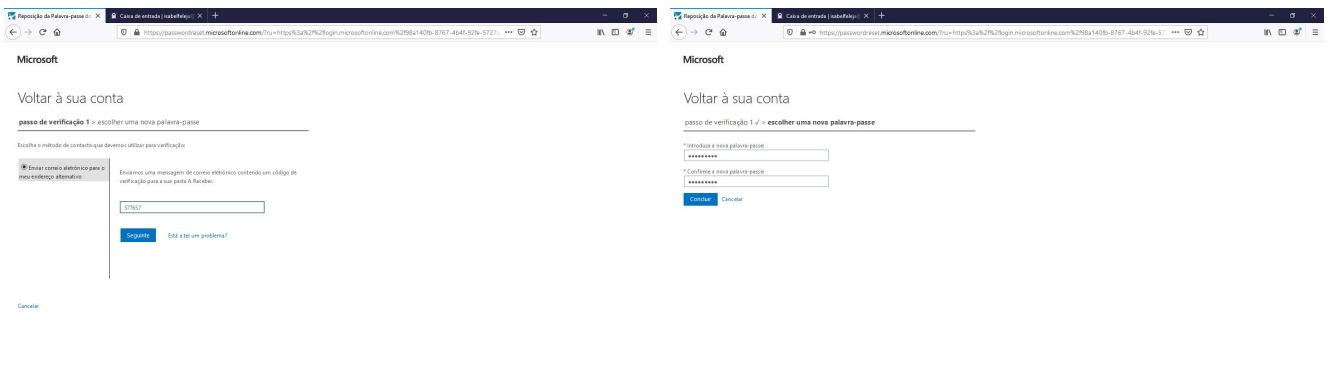 Reposição da Palavra-passe do
Caixa de entrada | isabelfelejo@
https://passwordreset.microsoftonline.com/?ru=https%3a%2f%2flogin.microsoftonline.com%2f98a140fb-8767-4b4f-92fe-5727
Microsoft
Voltar à sua conta
passo de verificação 1 > escolher uma nova palavra-passe
Escolha o método de contacto que devemos utilizar para verificação:
Enviar correio eletrónico para o
meu endereço alternativo
Enviámos uma mensagem de correio eletrónico contendo um código de
verificação para a sua pasta A Receber.
577657
Seguinte Está a ter um problema?
Cancelar
Reposição da Palavra-passe do
Caixa de entrada | isabelfelejo@
https://passwordreset.microsoftonline.com/?ru=https%3a%2f%2flogin.microsoftonline.com%2f98a140fb-8767-4b4f-92fe-57
Microsoft
Voltar à sua conta
passo de verificação 1 ✓ > escolher uma nova palavra-passe
* Introduza a nova palavra-passe:
•••••••••
* Confirme a nova palavra-passe:
•••••••••
Concluir Cancelar